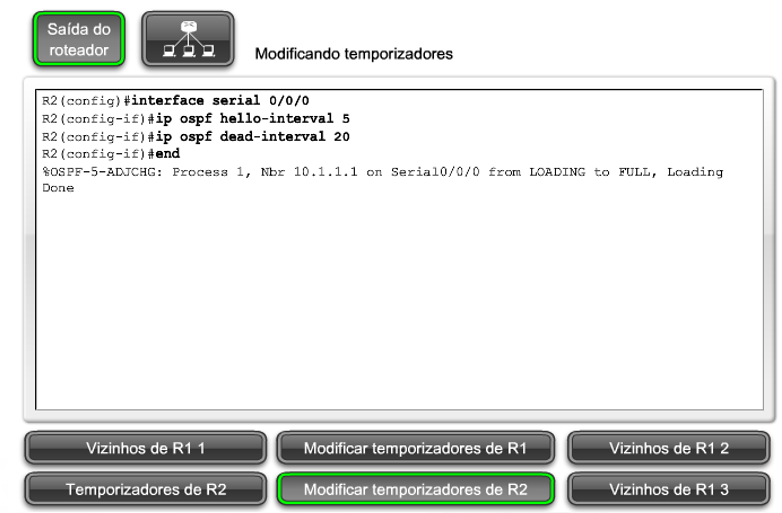 Saída do
roteador
Modificando temporizadores
R2(config)#interface serial 0/0/0
R2(config-if)#ip ospf hello-interval 5
R2(config-if)#ip ospf dead-interval 20
R2(config-if)#end
%OSPF-5-ADJCHG: Process 1, Nbr 10.1.1.1 on Serial0/0/0 from LOADING to FULL, Loading
Done
Vizinhos de R1 1
Modificar temporizadores de R1
Vizinhos de R1 2
Temporizadores de R2
Modificar temporizadores de R2
Vizinhos de R1 3